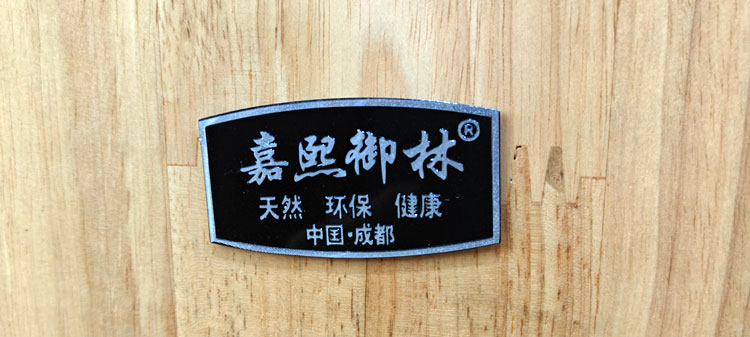 嘉熙御林®
天然 环保 健康
中国·成都